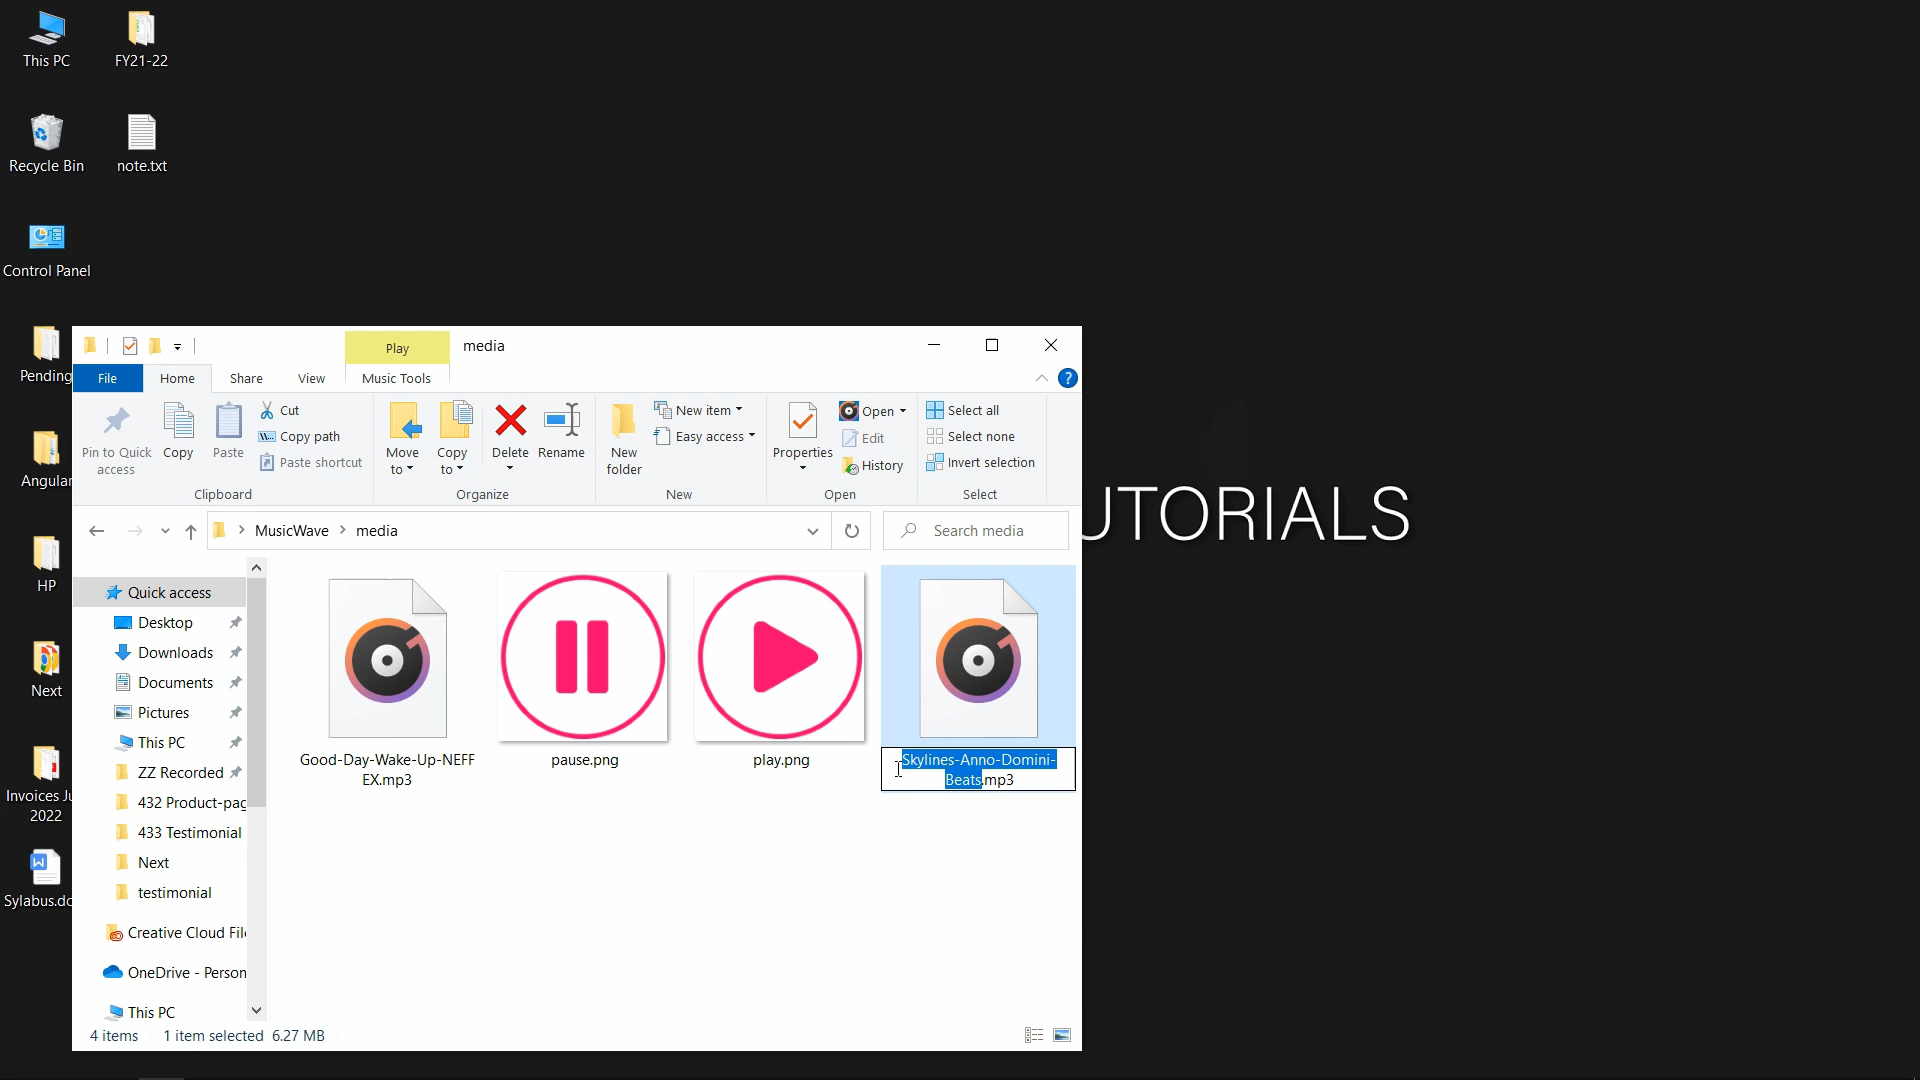 This PC
FY21-22
Recycle Bin
note.txt
Control Panel
Pending
Angular
HP
Next
Invoices Ju
2022
Sylabus.do
UTORIALS
Play
media
File
Home
Share
View
Music Tools
?
Pin to Quick
access
Copy
Paste
Cut
Copy path
Paste shortcut
Clipboard
Move
to
Copy
to
Delete
Rename
Organize
New
folder
New item
Easy access
New
Properties
Open
Edit
History
Open
Select all
Select none
Invert selection
Select
MusicWave
media
Search media
Quick access
Desktop
Downloads
Documents
Pictures
This PC
ZZ Recorded
432 Product-pag
433 Testimonial
Next
testimonial
Creative Cloud File
OneDrive - Person
This PC
Good-Day-Wake-Up-NEFF
EX.mp3
pause.png
play.png
Skylines-Anno-Domini-
Beats.mp3
4 items
1 item selected 6.27 MB